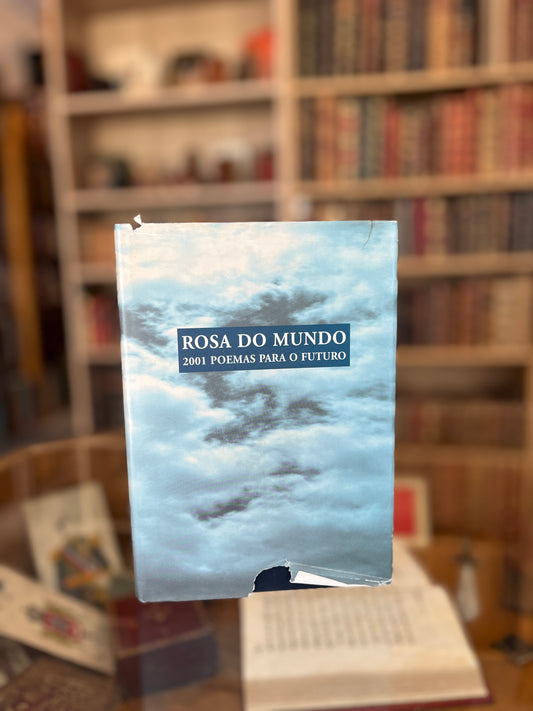 ROSA DO MUNDO
2001 POEMAS PARA O FUTURO